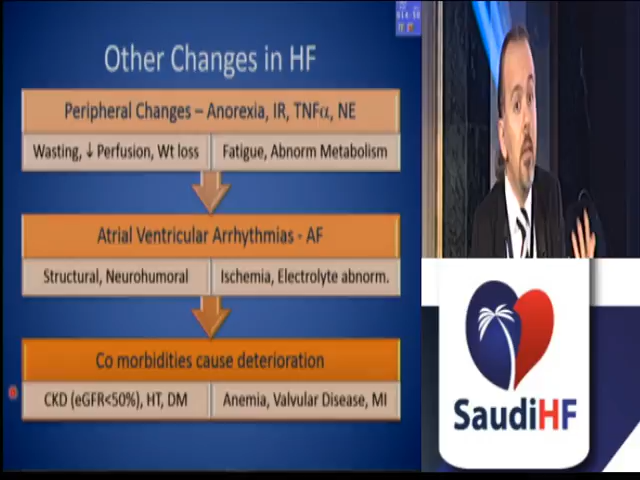 Other Changes in HF
Peripheral Changes – Anorexia, IR, TNFα, NE
Wasting, ↓ Perfusion, Wt loss
Fatigue, Abnorm Metabolism
Atrial Ventricular Arrhythmias - AF
Structural, Neurohumoral
Ischemia, Electrolyte abnorm.
Co morbidities cause deterioration
CKD (eGFR<50%), HT, DM
Anemia, Valvular Disease, MI
SaudiHF